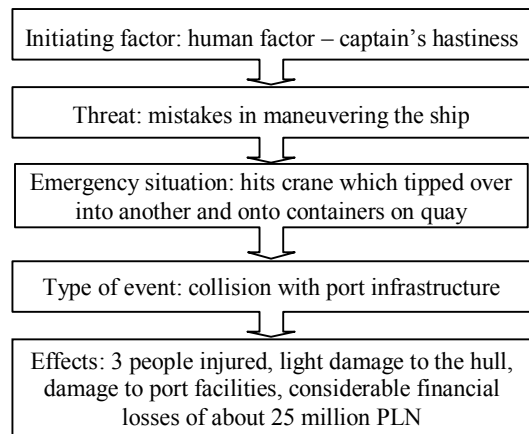 Initiating factor: human factor – captain’s hastiness
Threat: mistakes in maneuvering the ship
Emergency situation: hits crane which tipped over
into another and onto containers on quay
Type of event: collision with port infrastructure
Effects: 3 people injured, light damage to the hull,
damage to port facilities, considerable financial
losses of about 25 million PLN